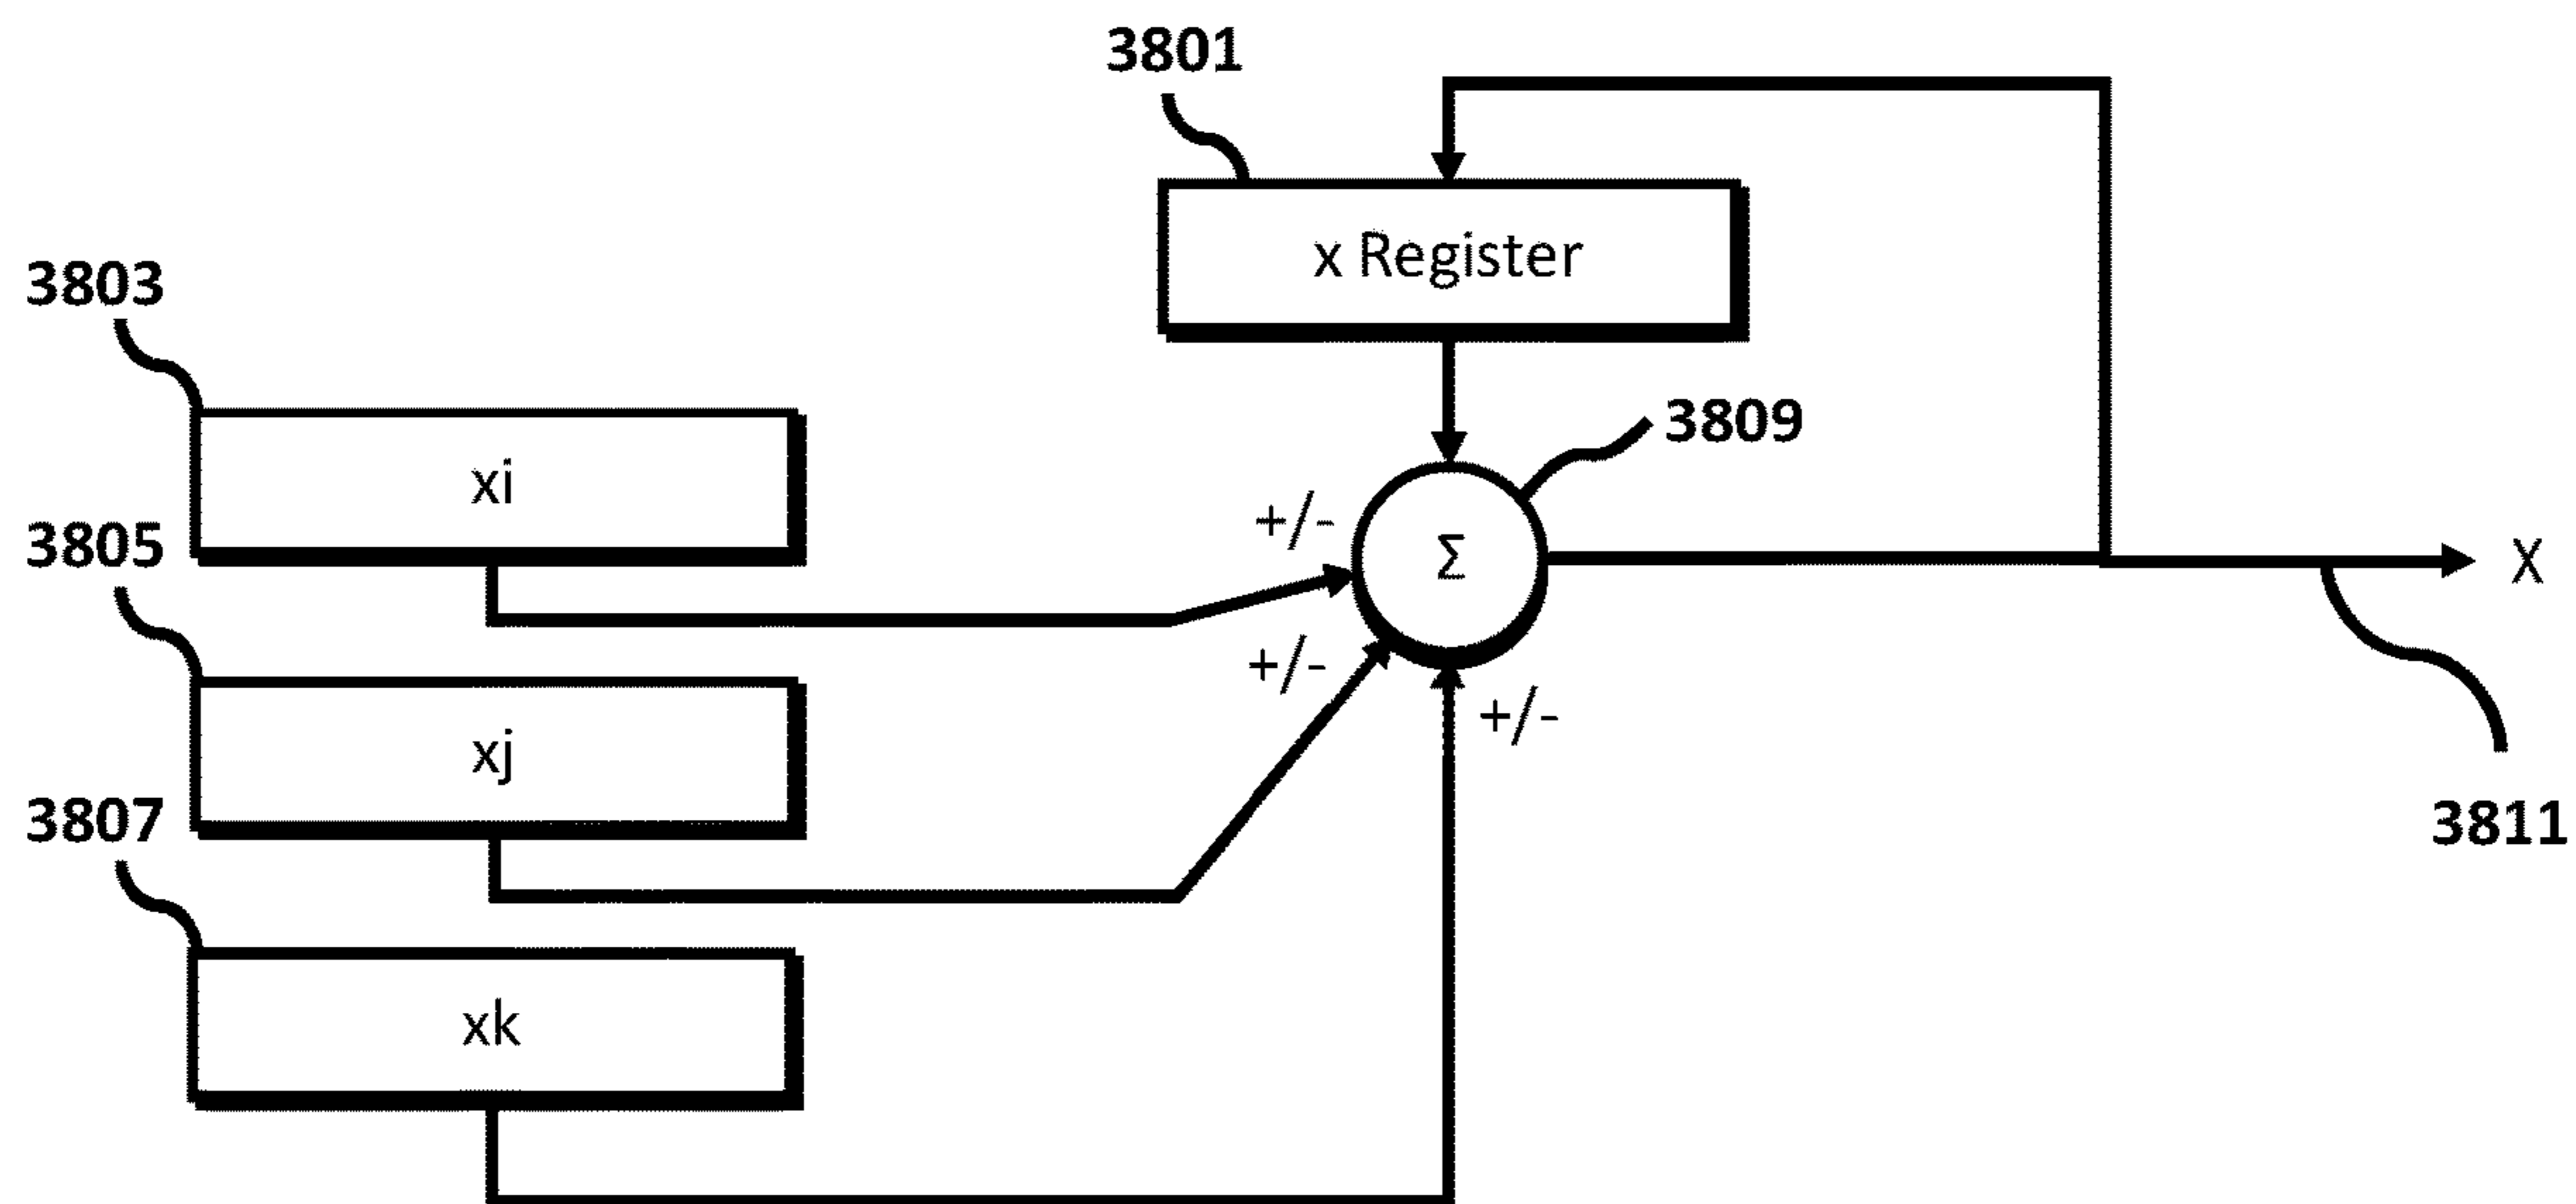 3801
x Register
3803
3809
xi
+/-
3805
Σ
X
+/-
+/-
xj
3807
3811
xk